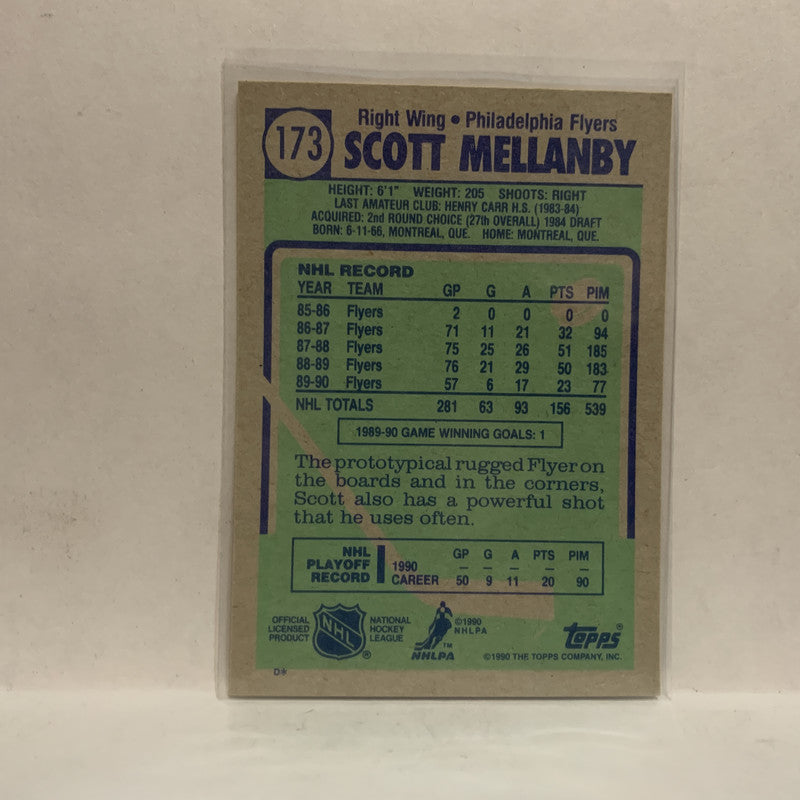 173
Right Wing • Philadelphia Flyers
SCOTT MELLANBY
HEIGHT: 6'1" WEIGHT: 205 SHOOTS: RIGHT
LAST AMATEUR CLUB: HENRY CARR H.S. (1983-84)
ACQUIRED: 2nd ROUND CHOICE (27th OVERALL) 1984 DRAFT
BORN: 6-11-66, MONTREAL, QUE. HOME: MONTREAL, QUE.
NHL RECORD
YEAR TEAM GP G A PTS PIM
85-86 Flyers 2 0 0 0 0
86-87 Flyers 71 11 21 32 94
87-88 Flyers 75 25 26 51 185
88-89 Flyers 76 21 29 50 183
89-90 Flyers 57 6 17 23 77
NHL TOTALS 281 63 93 156 539
1989-90 GAME WINNING GOALS: 1
The prototypical rugged Flyer on
the boards and in the corners,
Scott also has a powerful shot
that he uses often.
NHL PLAYOFF RECORD
GP G A PTS PIM
1990 — — — — —
CAREER 50 9 11 20 90
OFFICIAL LICENSED PRODUCT
NHL ®
NATIONAL HOCKEY LEAGUE
©1990 NHLPA
NHLPA ™
Topps ®
©1990 THE TOPPS COMPANY, INC.
D*